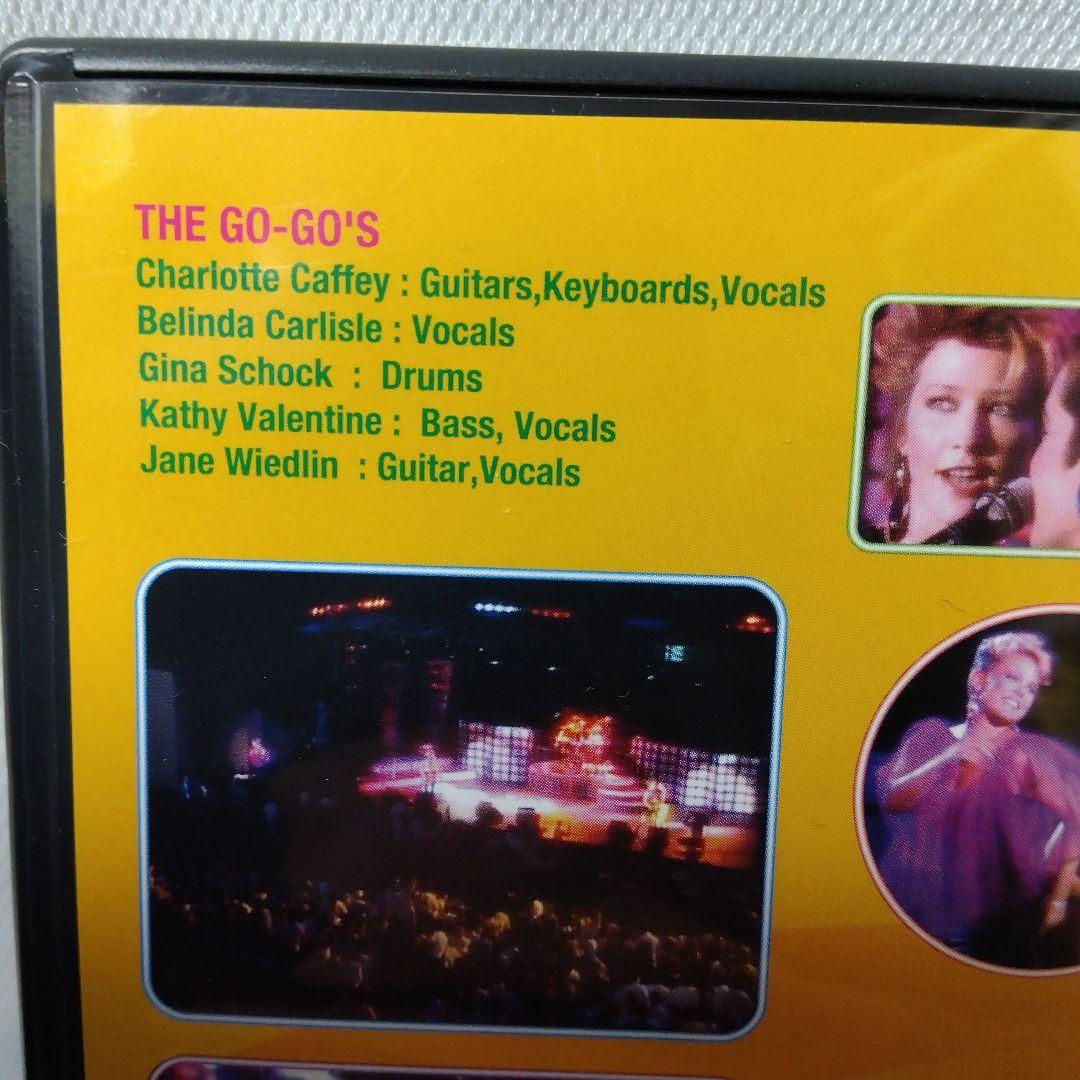 THE GO-GO'S
Charlotte Caffey : Guitars,Keyboards,Vocals
Belinda Carlisle : Vocals
Gina Schock : Drums
Kathy Valentine : Bass, Vocals
Jane Wiedlin : Guitar,Vocals